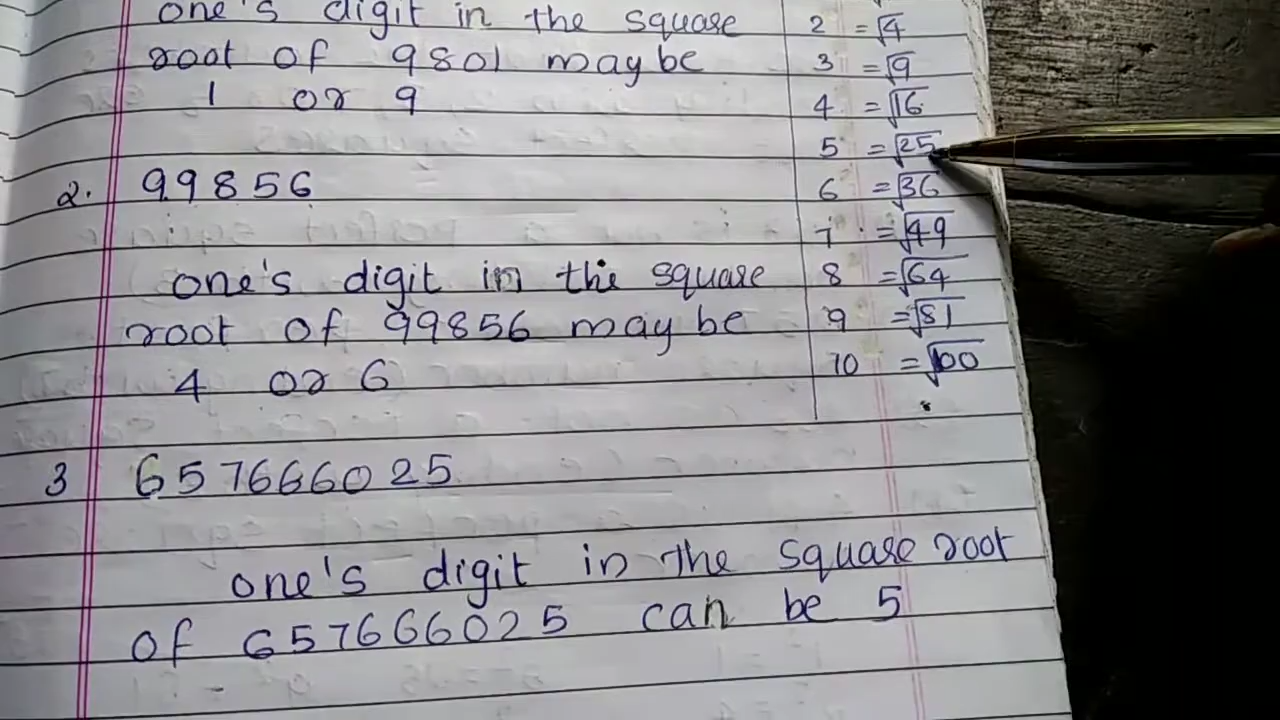 one's digit in the square
root of 9801 may be
1 or 9
2. 99856
one's digit in the square
root of 99856 may be
4 or 6
3 657666025
one's digit in the square root
of 657666025 can be 5
2 = √4
3 = √9
4 = √16
5 = √25
6 = √36
7 = √49
8 = √64
9 = √81
10 = √100